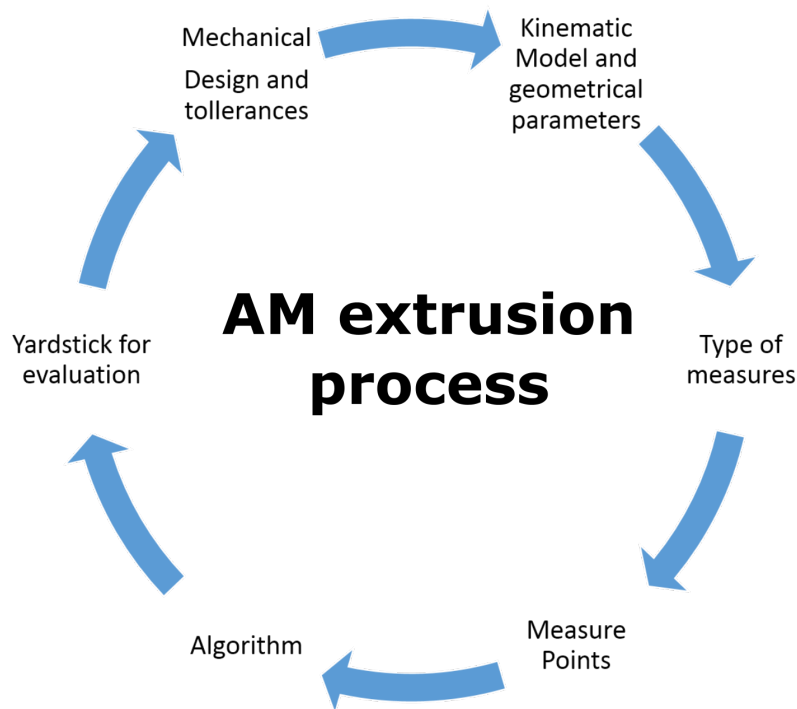 Mechanical
Design and
tollerances
Kinematic
Model and
geometrical
parameters
Type of
measures
Measure
Points
Algorithm
Yardstick for
evaluation
AM extrusion
process